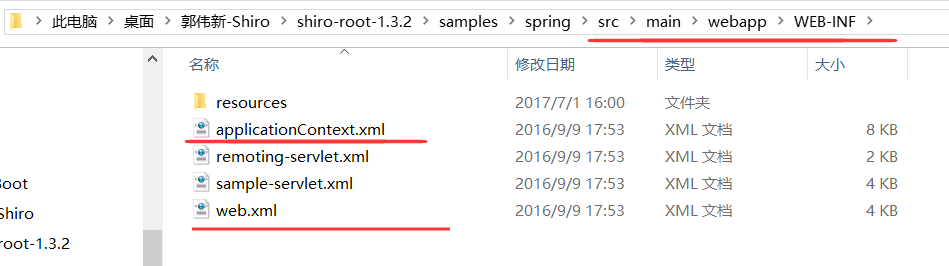 此电脑 > 桌面 > 郭伟新-Shiro > shiro-root-1.3.2 > samples > spring > src > main > webapp > WEB-INF >
名称 修改日期 类型 大小
resources 2017/7/1 16:00 文件夹
applicationContext.xml 2016/9/9 17:53 XML 文档 8 KB
remoting-servlet.xml 2016/9/9 17:53 XML 文档 2 KB
sample-servlet.xml 2016/9/9 17:53 XML 文档 4 KB
web.xml 2016/9/9 17:53 XML 文档 4 KB
Boot
Shiro
root-1.3.2